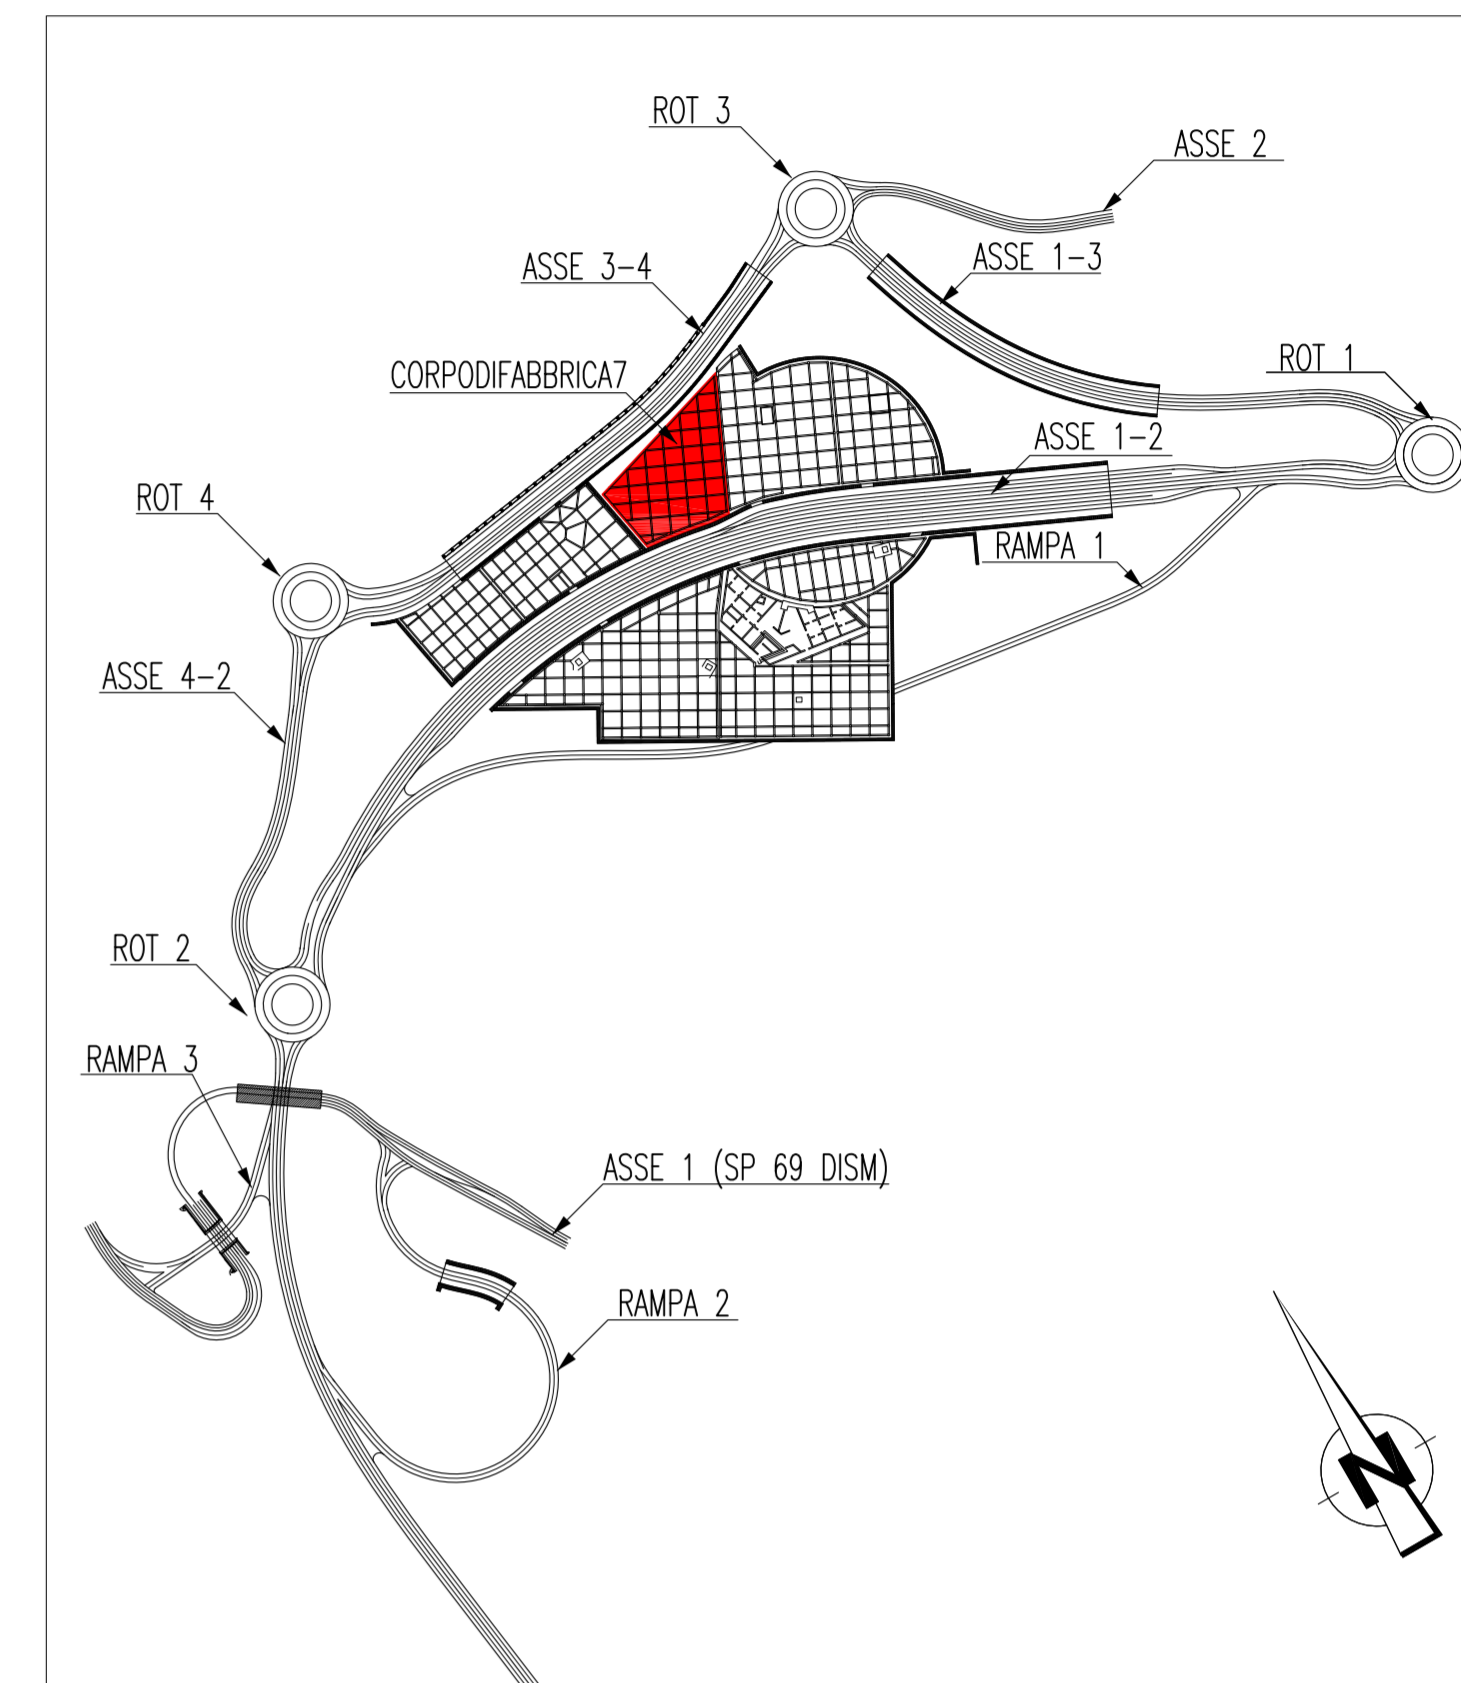 ROT 3
ASSE 2
ASSE 3-4
ASSE 1-3
CORPODIFABBRICA7
ROT 1
ASSE 1-2
ROT 4
RAMPA 1
ASSE 4-2
ROT 2
RAMPA 3
ASSE 1 (SP 69 DISM)
RAMPA 2
N